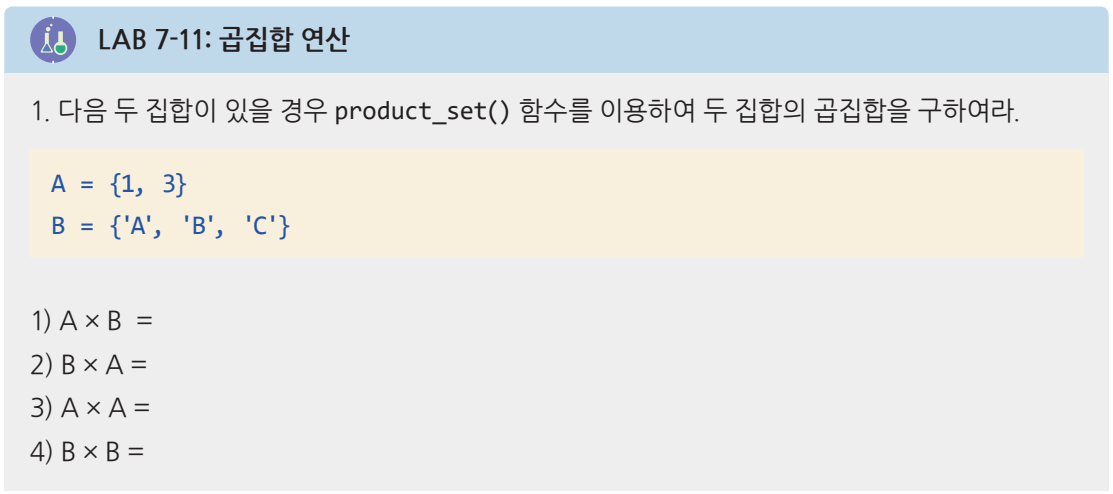 LAB 7-11: 곱집합 연산
1. 다음 두 집합이 있을 경우 product_set() 함수를 이용하여 두 집합의 곱집합을 구하여라.
A = {1, 3}
B = {'A', 'B', 'C'}
1) A × B =
2) B × A =
3) A × A =
4) B × B =